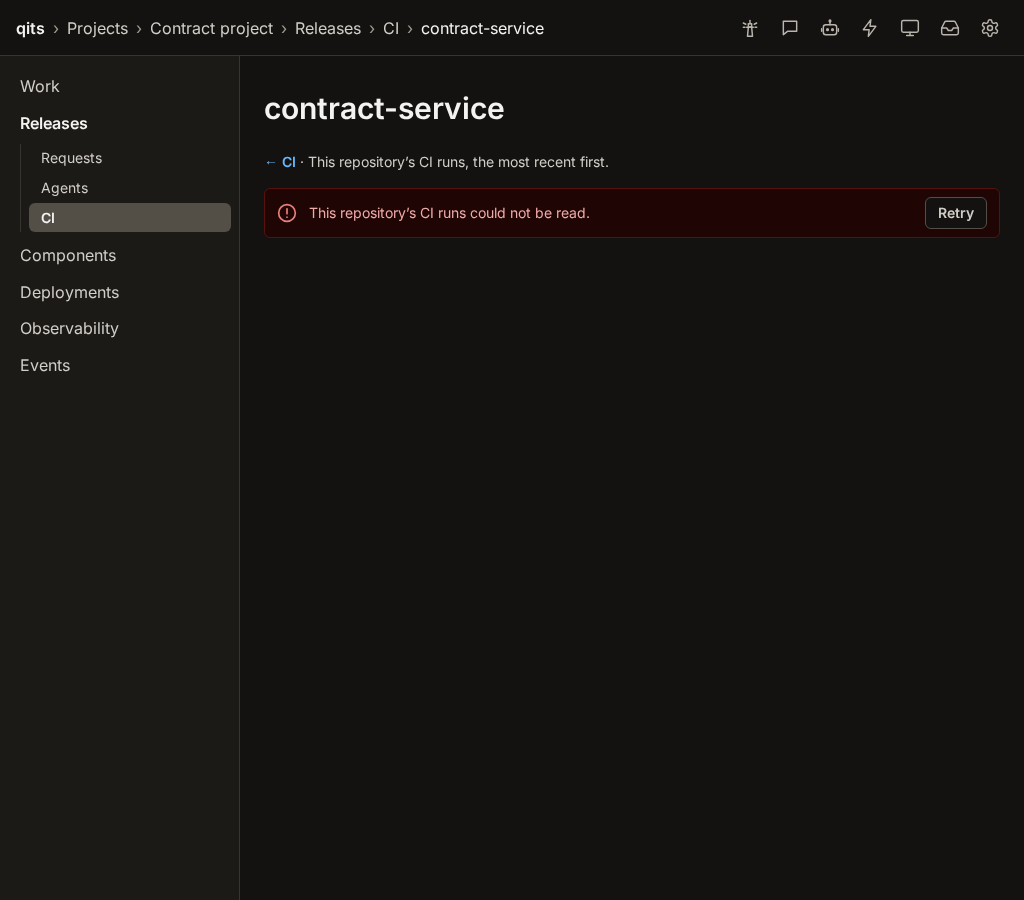 qits › Projects › Contract project › Releases › CI › contract-service
Work
Releases
Requests
Agents
CI
Components
Deployments
Observability
Events
contract-service
← CI · This repository’s CI runs, the most recent first.
This repository’s CI runs could not be read.
Retry